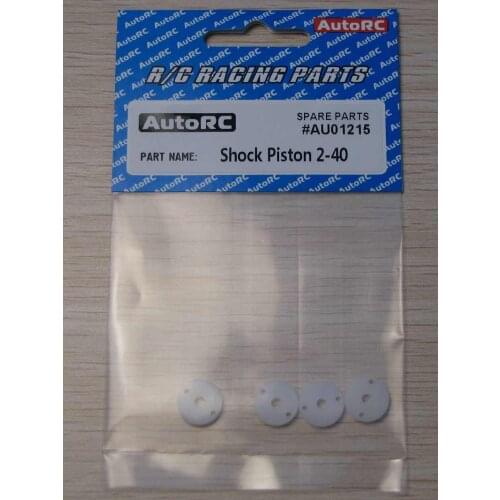 AutoRC
R/C RACING PARTS
AutoRC
SPARE PARTS
#AU01215
PART NAME: Shock Piston 2-40